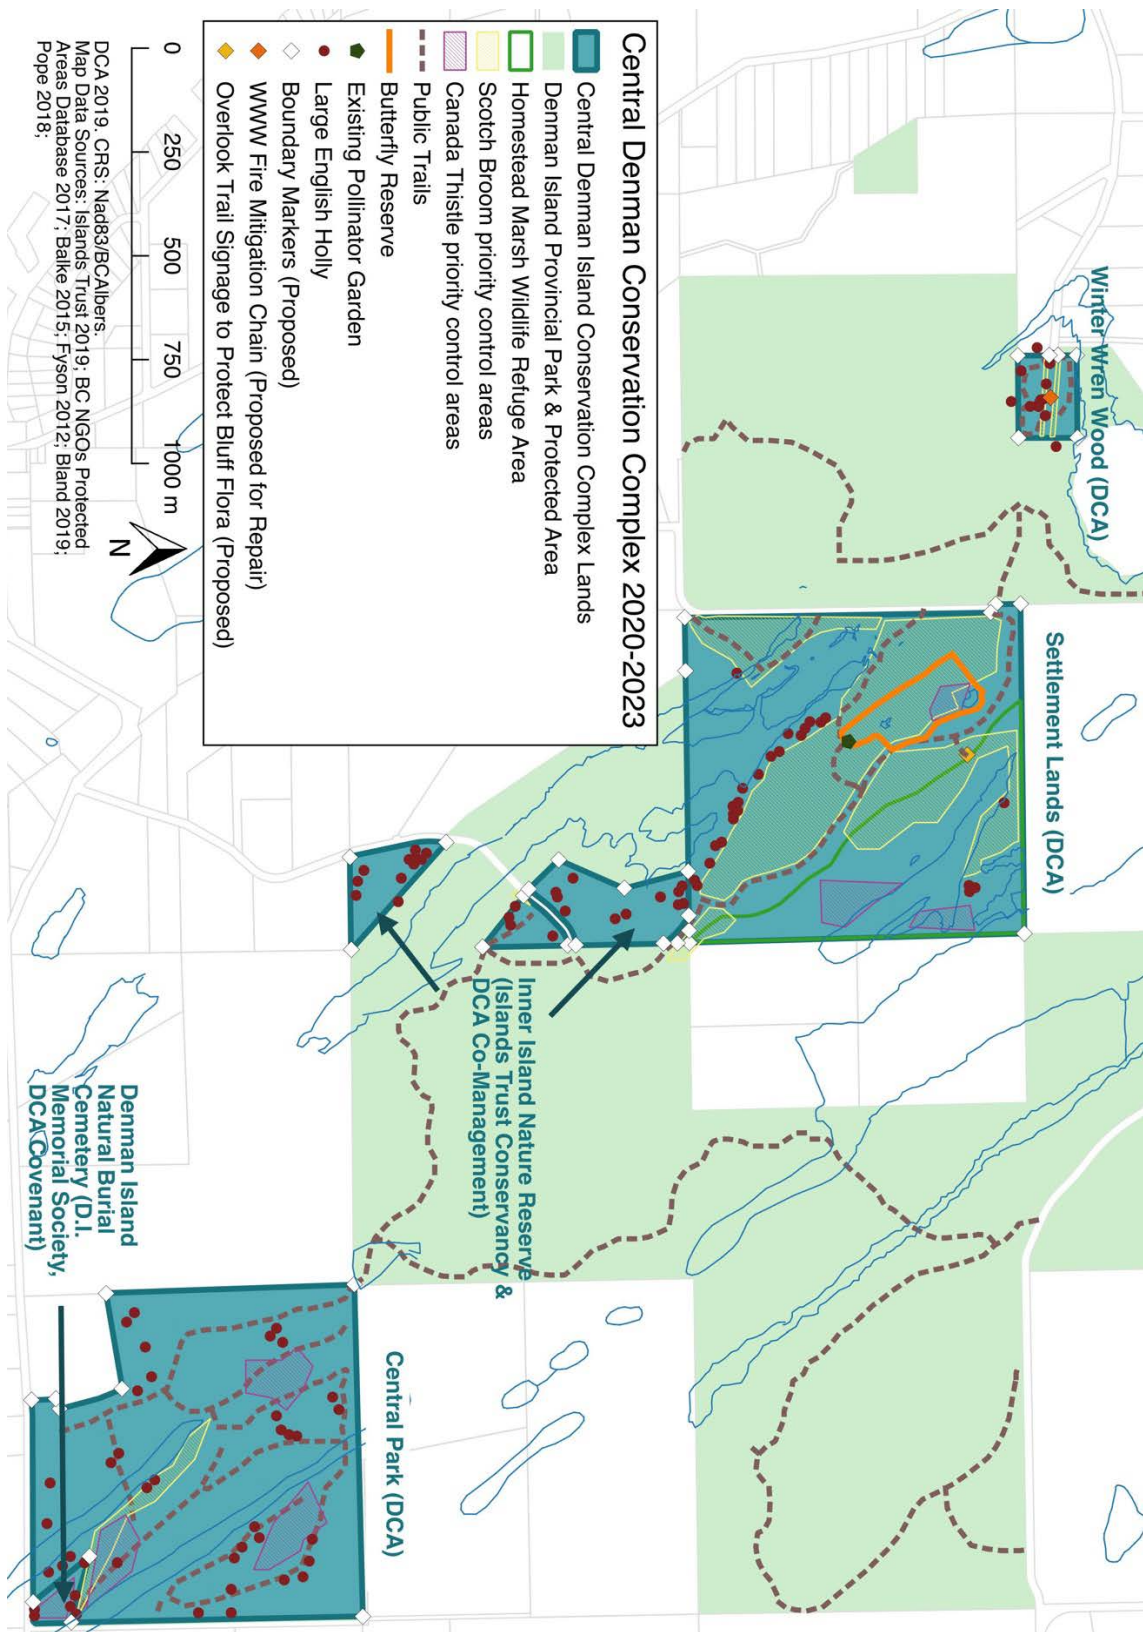 Central Denman Conservation Complex 2020-2023
Central Denman Island Conservation Complex Lands
Denman Island Provincial Park & Protected Area
Homestead Marsh Wildlife Refuge Area
Scotch Broom priority control areas
Canada Thistle priority control areas
Public Trails
Butterfly Reserve
Existing Pollinator Garden
Large English Holly
Boundary Markers (Proposed)
WWW Fire Mitigation Chain (Proposed for Repair)
Overlook Trail Signage to Protect Bluff Flora (Proposed)
0 250 500 750 1000 m
N
DCA 2019. CRS: Nad83/BCAlbers.
Map Data Sources: Islands Trust 2019; BC NGOs Protected
Areas Database 2017; Balke 2015; Fyson 2012; Bland 2019;
Pope 2018;
Winter Wren Wood (DCA)
Settlement Lands (DCA)
Inner Island Nature Reserve
(Islands Trust Conservancy &
DCA Co-Management)
Central Park (DCA)
Denman Island
Natural Burial
Cemetery (D.I.
Memorial Society,
DCA Covenant)